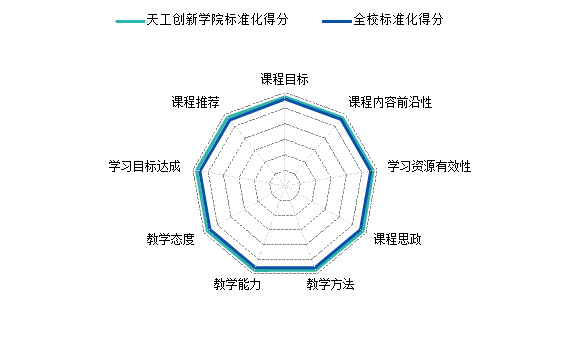 天工创新学院标准化得分 全校标准化得分
课程目标
课程推荐 课程内容前沿性
学习目标达成 学习资源有效性
教学态度 课程思政
教学能力 教学方法